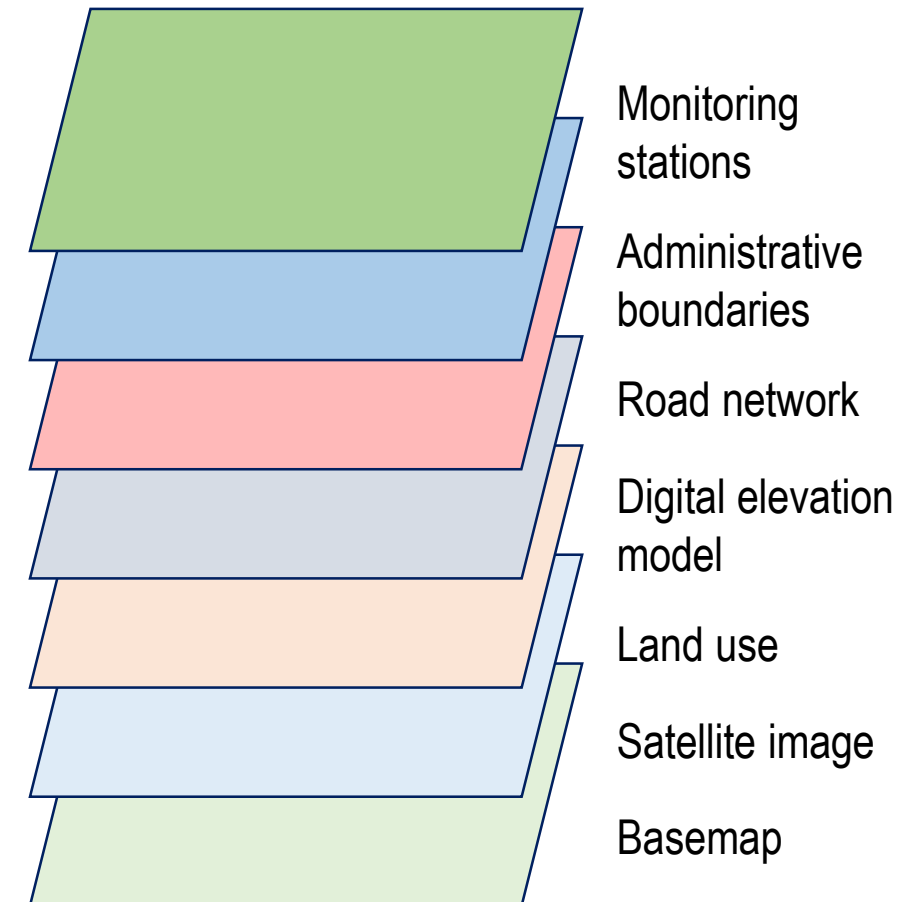 Monitoring
stations
Administrative
boundaries
Road network
Digital elevation
model
Land use
Satellite image
Basemap